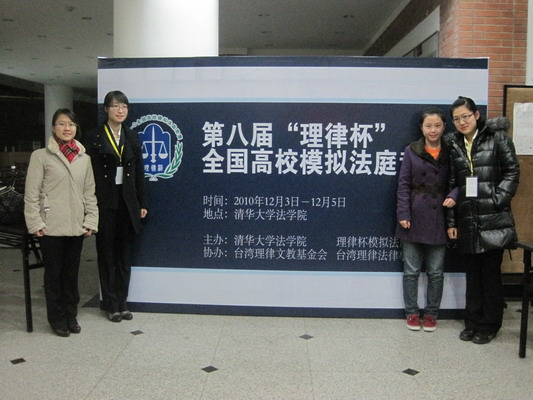 第八届“理律杯”
全国高校模拟法庭
时间：2010年12月3日－12月5日
地点：清华大学法学院
主办：清华大学法学院 理律杯模拟法
协办：台湾理律文教基金会 台湾理律法律
理律杯